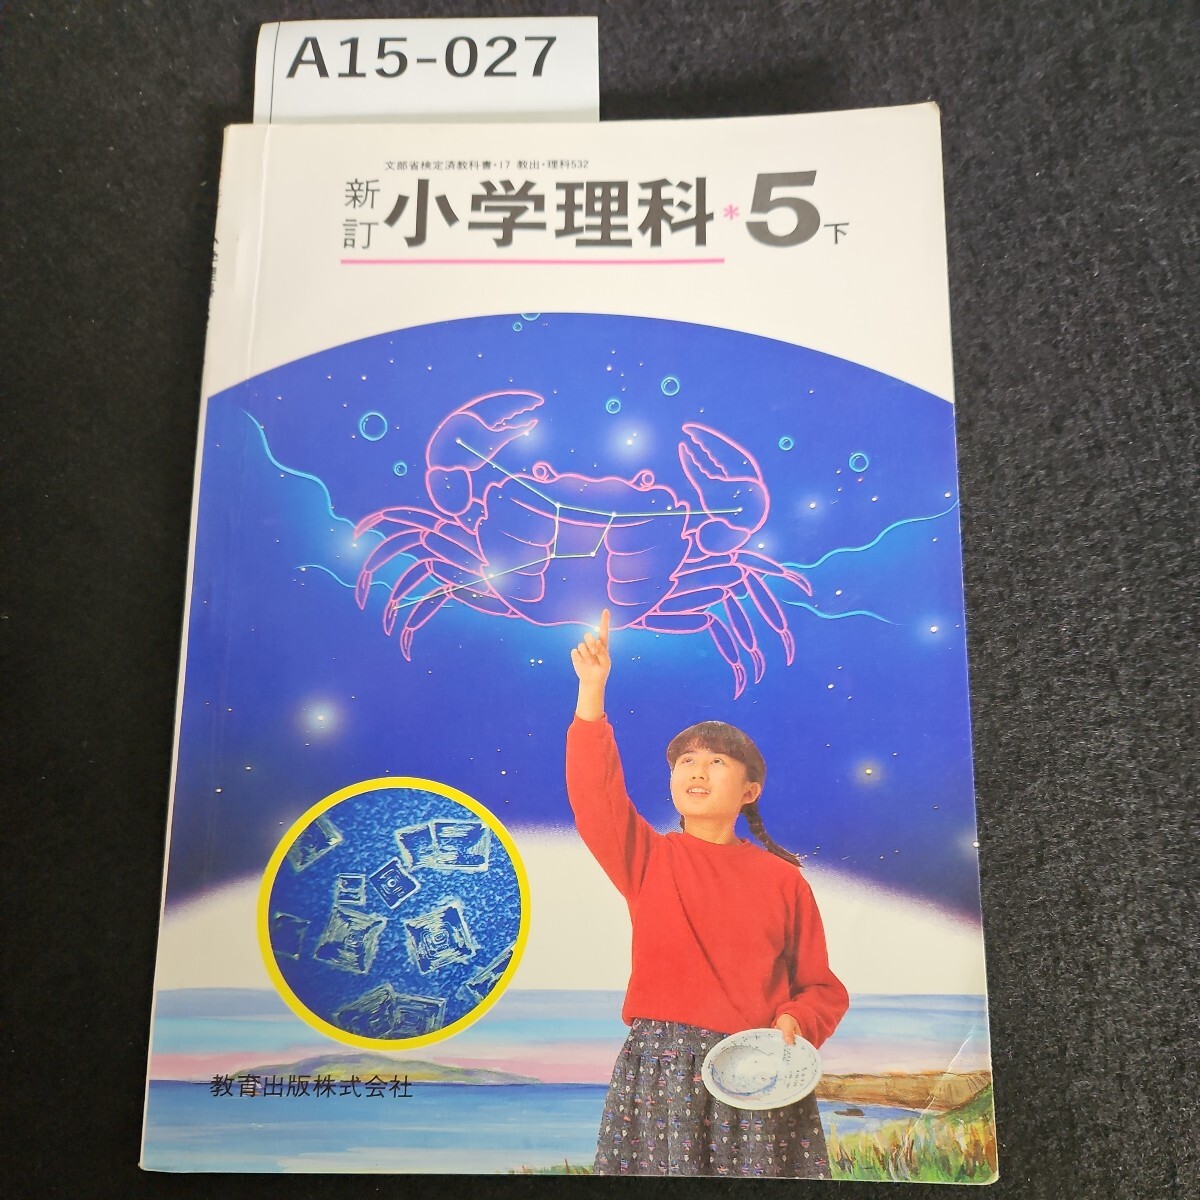 A15-027
文部省検定済教科書・17 教出・理科532
新訂 小学理科*5下
教育出版株式会社